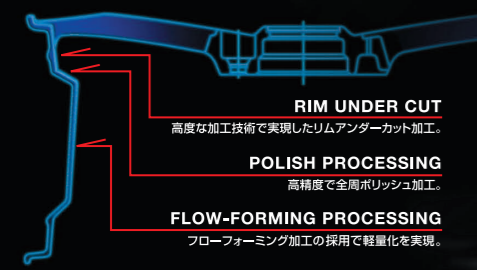 RIM UNDER CUT
高度な加工技術で実現したリムアンダーカット加工。
POLISH PROCESSING
高精度で全周ポリッシュ加工。
FLOW-FORMING PROCESSING
フローフォーミング加工の採用で軽量化を実現。